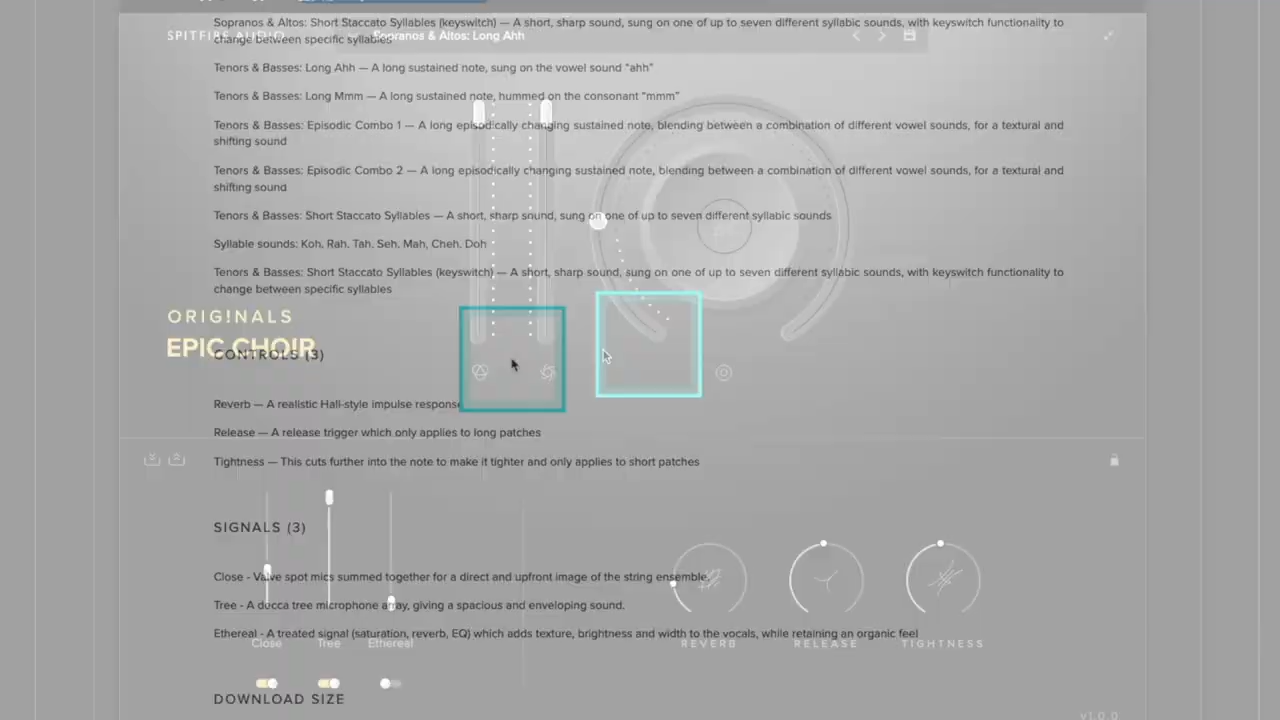 Sopranos & Altos: Short Staccato Syllables (keyswitch) — A short, sharp sound, sung on one of up to seven different syllabic sounds, with keyswitch functionality to
change between specific syllables
SPITFIRE AUDIO
Sopranos & Altos: Long Ahh
Tenors & Basses: Long Ahh — A long sustained note, sung on the vowel sound “ahh”
Tenors & Basses: Long Mmm — A long sustained note, hummed on the consonant “mmm”
Tenors & Basses: Episodic Combo 1 — A long episodically changing sustained note, blending between a combination of different vowel sounds, for a textural and
shifting sound
Tenors & Basses: Episodic Combo 2 — A long episodically changing sustained note, blending between a combination of different vowel sounds, for a textural and
shifting sound
Tenors & Basses: Short Staccato Syllables — A short, sharp sound, sung on one of up to seven different syllabic sounds
Syllable sounds: Koh, Rah, Tah, Seh, Mah, Cheh, Doh
Tenors & Basses: Short Staccato Syllables (keyswitch) — A short, sharp sound, sung on one of up to seven different syllabic sounds, with keyswitch functionality to
change between specific syllables
ORIG!NALS
EPIC CHOIR
CONTROLS (3)
Reverb — A realistic Hall-style impulse response
Release — A release trigger which only applies to long patches
Tightness — This cuts further into the note to make it tighter and only applies to short patches
SIGNALS (3)
Close - Valve spot mics summed together for a direct and upfront image of the string ensemble.
Tree - A decca tree microphone array, giving a spacious and enveloping sound.
Ethereal - A treated signal (saturation, reverb, EQ) which adds texture, brightness and width to the vocals, while retaining an organic feel
Close Tree Ethereal REVERB RELEASE TIGHTNESS
DOWNLOAD SIZE
v1.0.0